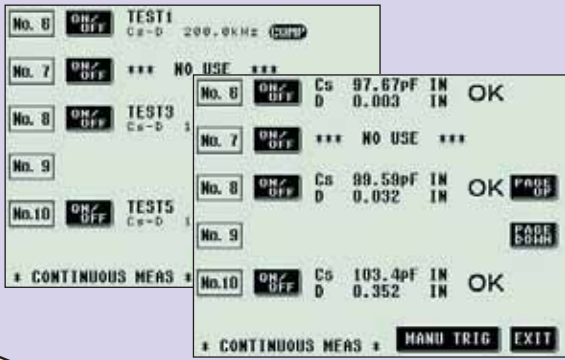 No. 6 ON/OFF TEST1
Cs-D 200.0kHz COMP
No. 7 ON/OFF *** NO USE ***
No. 8 ON/OFF TEST3
Cs-D 1
No. 9
No.10 ON/OFF TEST5
Cs-D 1
* CONTINUOUS MEAS *
No. 6 ON/OFF Cs 97.67pF IN OK
D 0.003 IN
No. 7 ON/OFF *** NO USE ***
No. 8 ON/OFF Cs 99.59pF IN OK PAGE UP
D 0.032 IN
No. 9 PAGE DOWN
No.10 ON/OFF Cs 103.4pF IN OK
D 0.352 IN
* CONTINUOUS MEAS * MANU TRIG EXIT